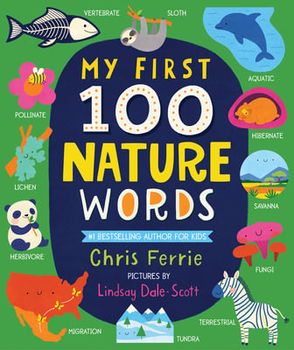 VERTEBRATE
SLOTH
AQUATIC
MY FIRST
100
NATURE
WORDS
#1 BESTSELLING AUTHOR FOR KIDS
Chris Ferrie
PICTURES BY
Lindsay Dale-Scott
POLLINATE
LICHEN
HERBIVORE
MIGRATION
HIBERNATE
SAVANNA
FUNGI
TERRESTRIAL
TUNDRA